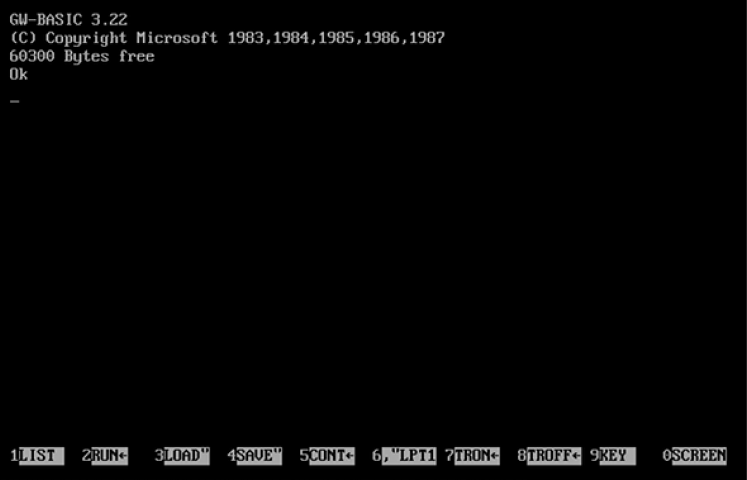 GW-BASIC 3.22
(C) Copyright Microsoft 1983,1984,1985,1986,1987
60300 Bytes free
Ok
_
1LIST 2RUN← 3LOAD" 4SAVE" 5CONT← 6,"LPT1 7TRON← 8TROFF← 9KEY 0SCREEN